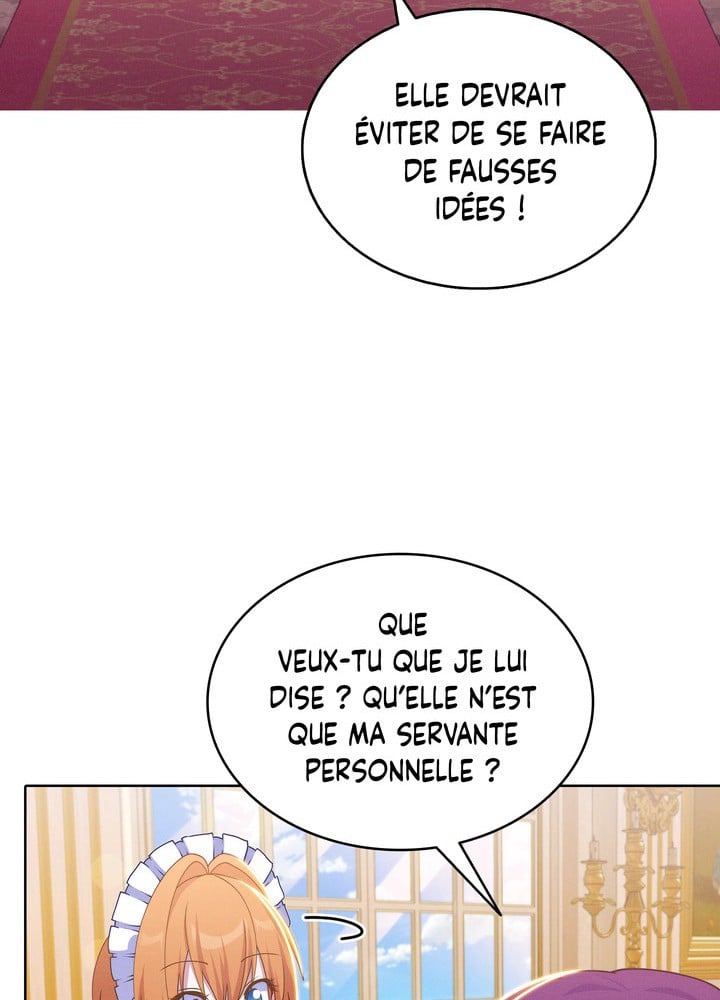 ELLE DEVRAIT
ÉVITER DE SE FAIRE
DE FAUSSES
IDÉES !
QUE
VEUX-TU QUE JE LUI
DISE ? QU'ELLE N'EST
QUE MA SERVANTE
PERSONNELLE ?